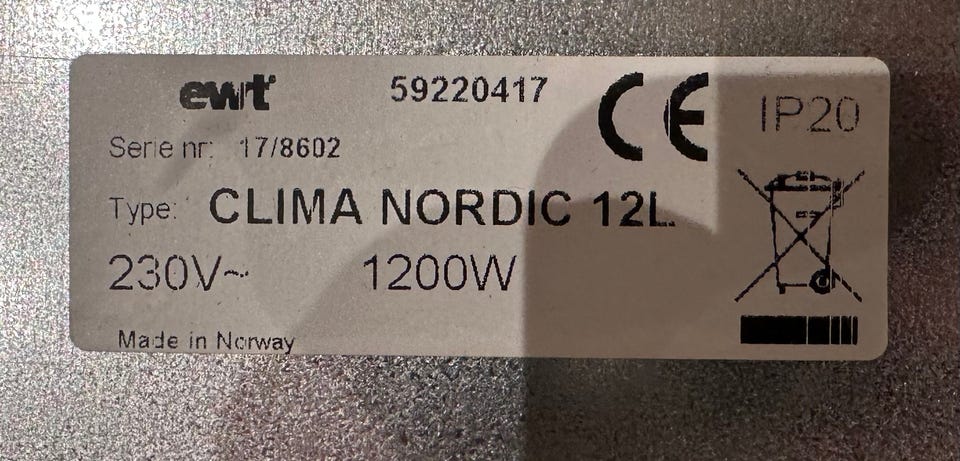 ewt 59220417 CE IP20
Serie nr: 17/8602
Type: CLIMA NORDIC 12L
230V~ 1200W
Made in Norway